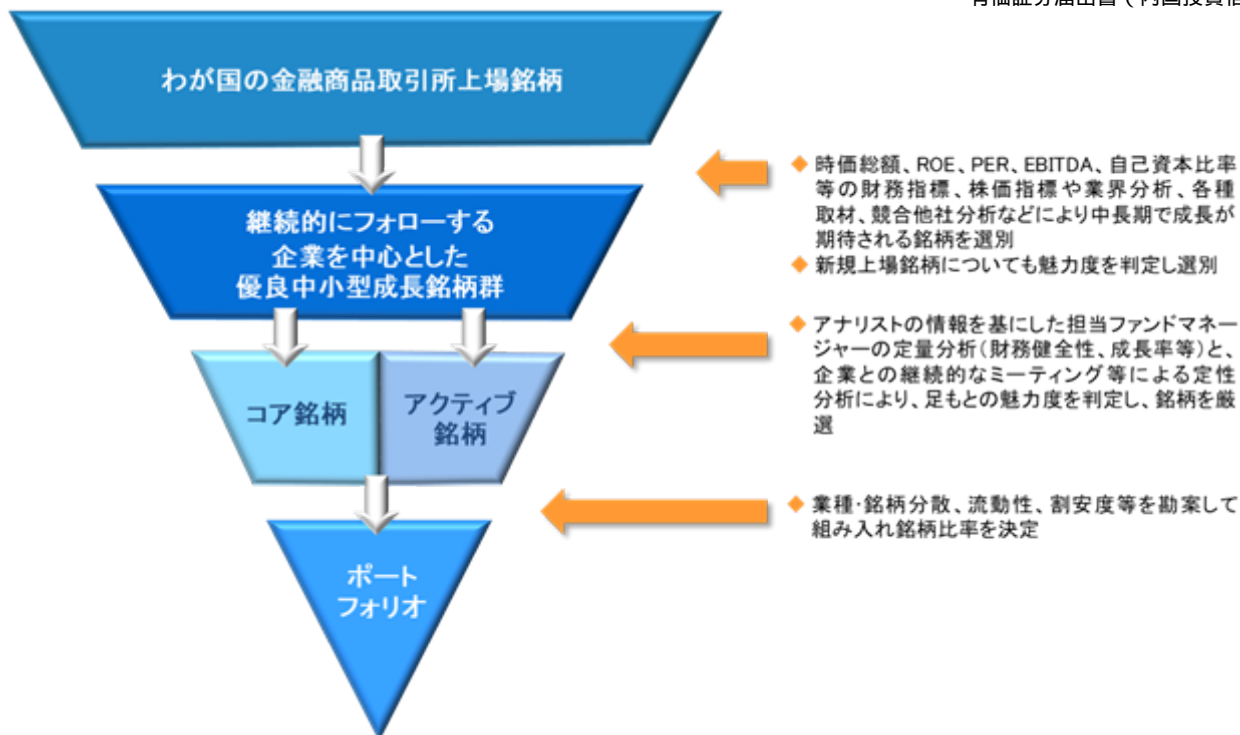 わが国の金融商品取引所上場銘柄
継続的にフォローする
企業を中心とした
優良中小型成長銘柄群
コア銘柄
アクティブ
銘柄
ポート
フォリオ
◆ 時価総額、ROE、PER、EBITDA、自己資本比率
等の財務指標、株価指標や業界分析、各種
取材、競合他社分析などにより中長期で成長が
期待される銘柄を選別
◆ 新規上場銘柄についても魅力度を判定し選別
◆ アナリストの情報を基にした担当ファンドマネー
ジャーの定量分析(財務健全性、成長率等)と、
企業との継続的なミーティング等による定性
分析により、足もとの魅力度を判定し、銘柄を厳
選
◆ 業種・銘柄分散、流動性、割安度等を勘案して
組み入れ銘柄比率を決定